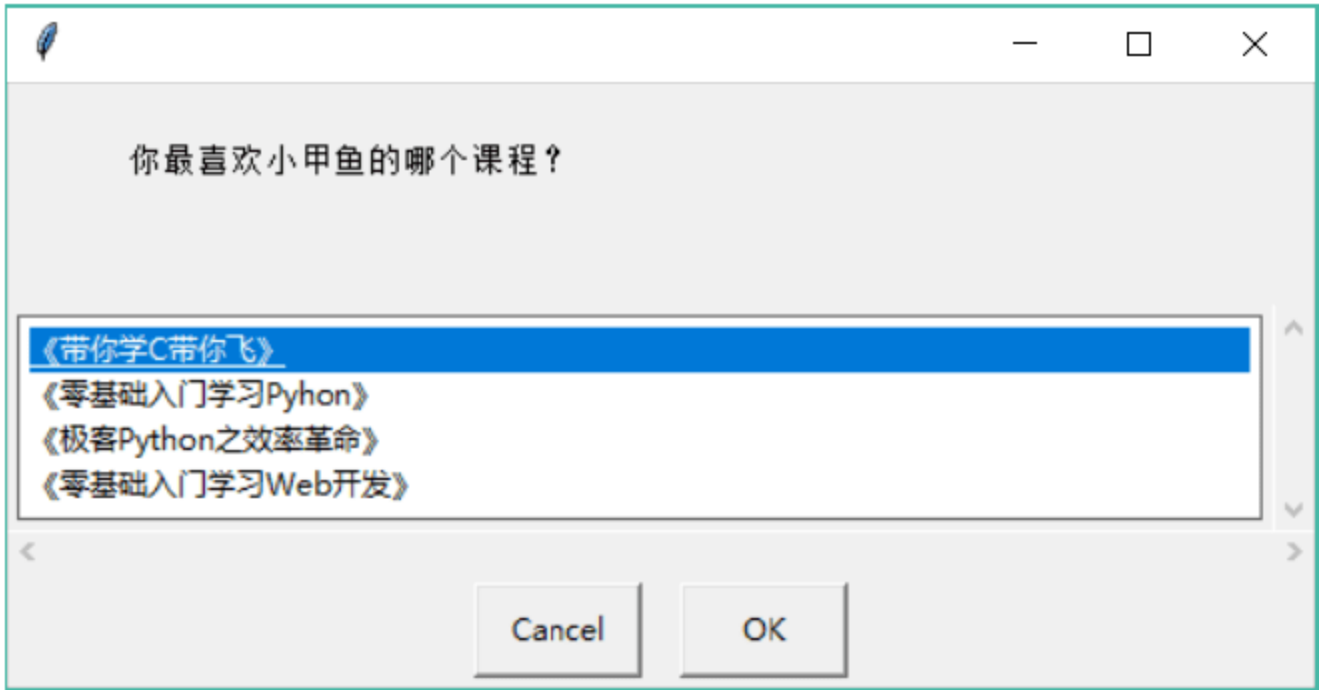 你最喜欢小甲鱼的哪个课程？
《带你学C带你飞》
《零基础入门学习Pyhon》
《极客Python之效率革命》
《零基础入门学习Web开发》
Cancel OK